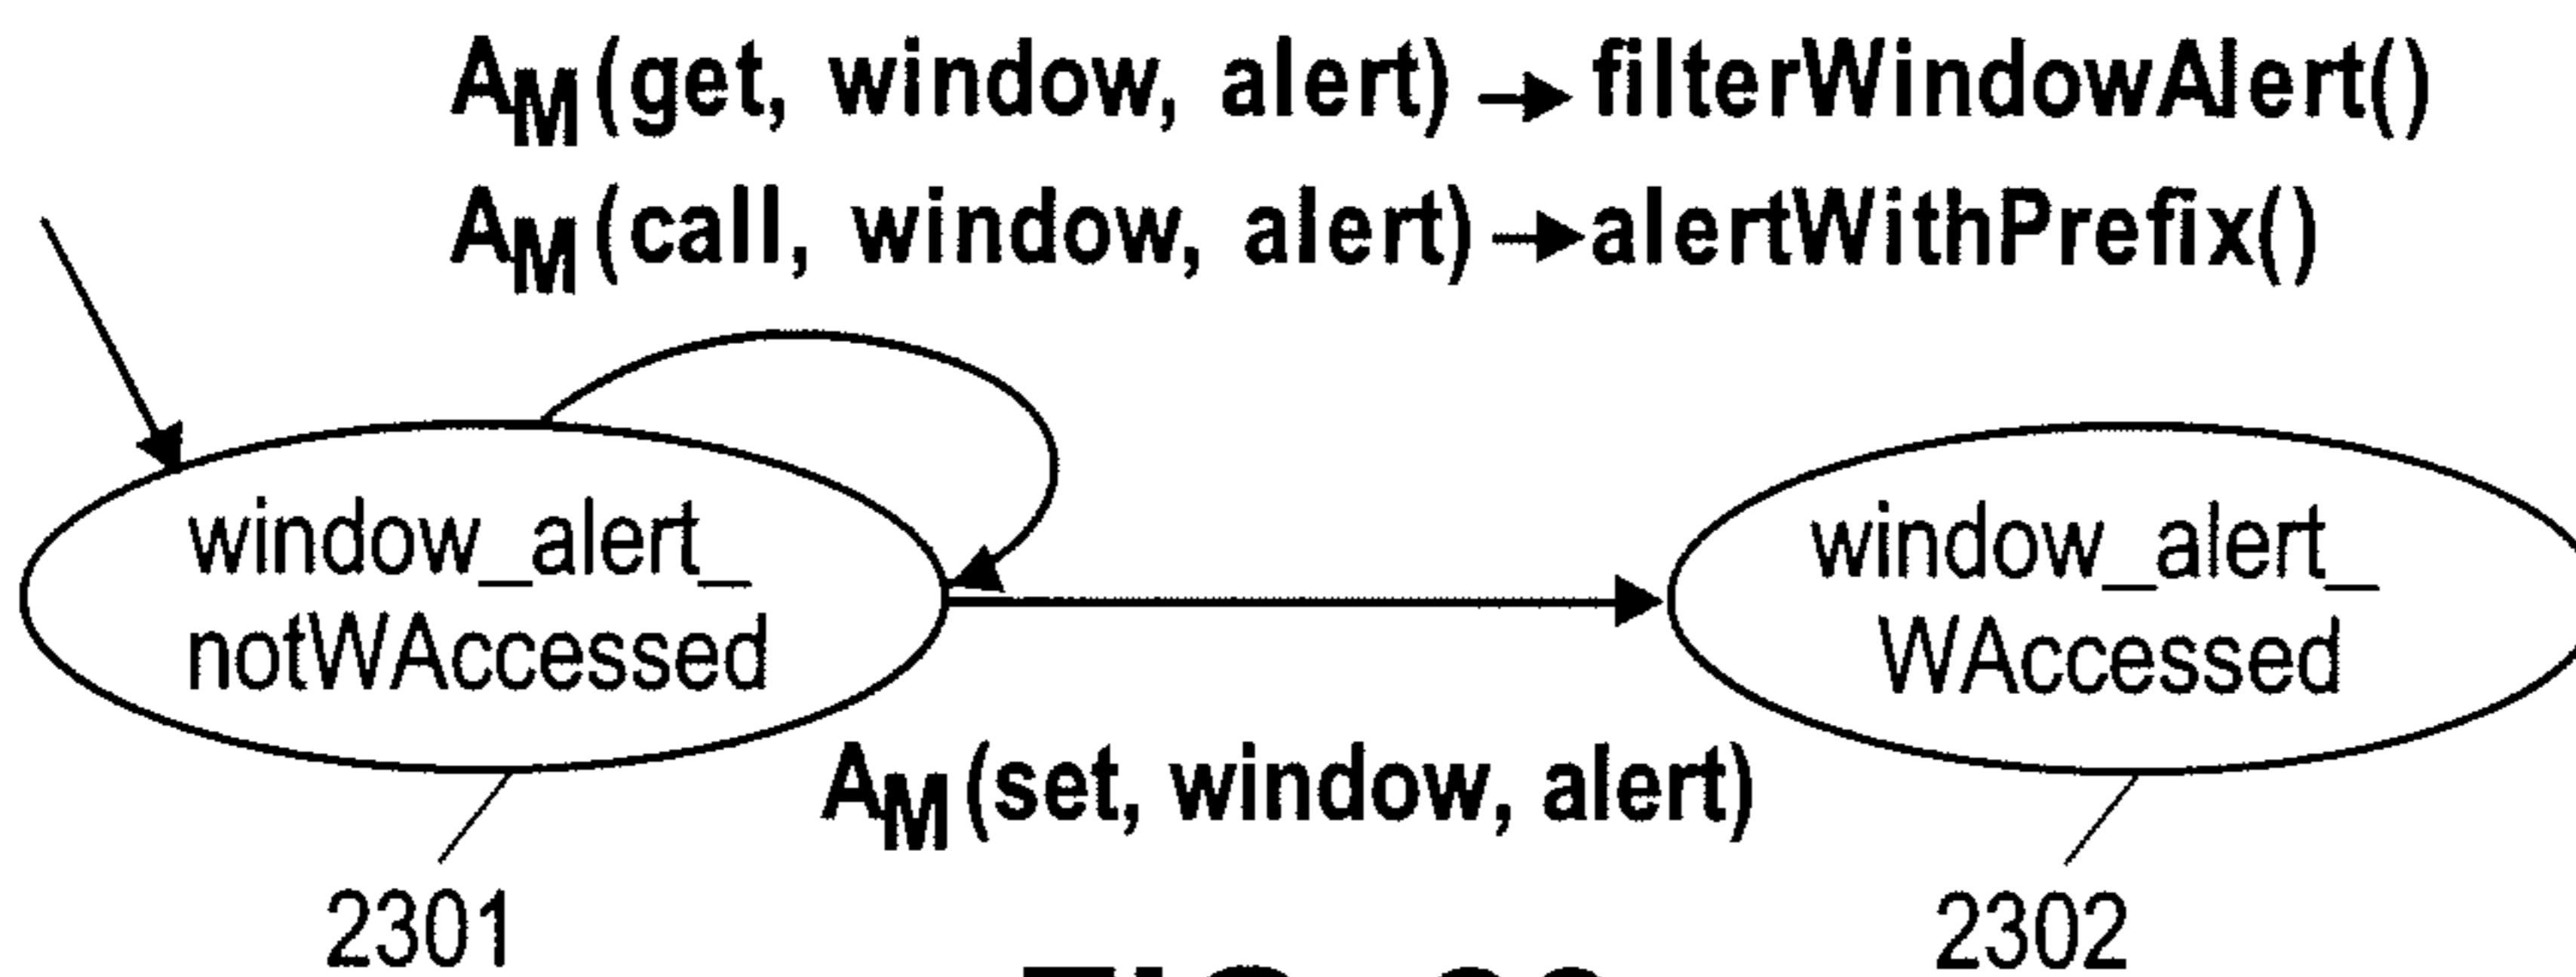 AM(get, window, alert) → filterWindowAlert()
AM(call, window, alert) → alertWithPrefix()
window_alert_
notWAccessed
window_alert_
WAccessed
AM(set, window, alert)
2301
2302